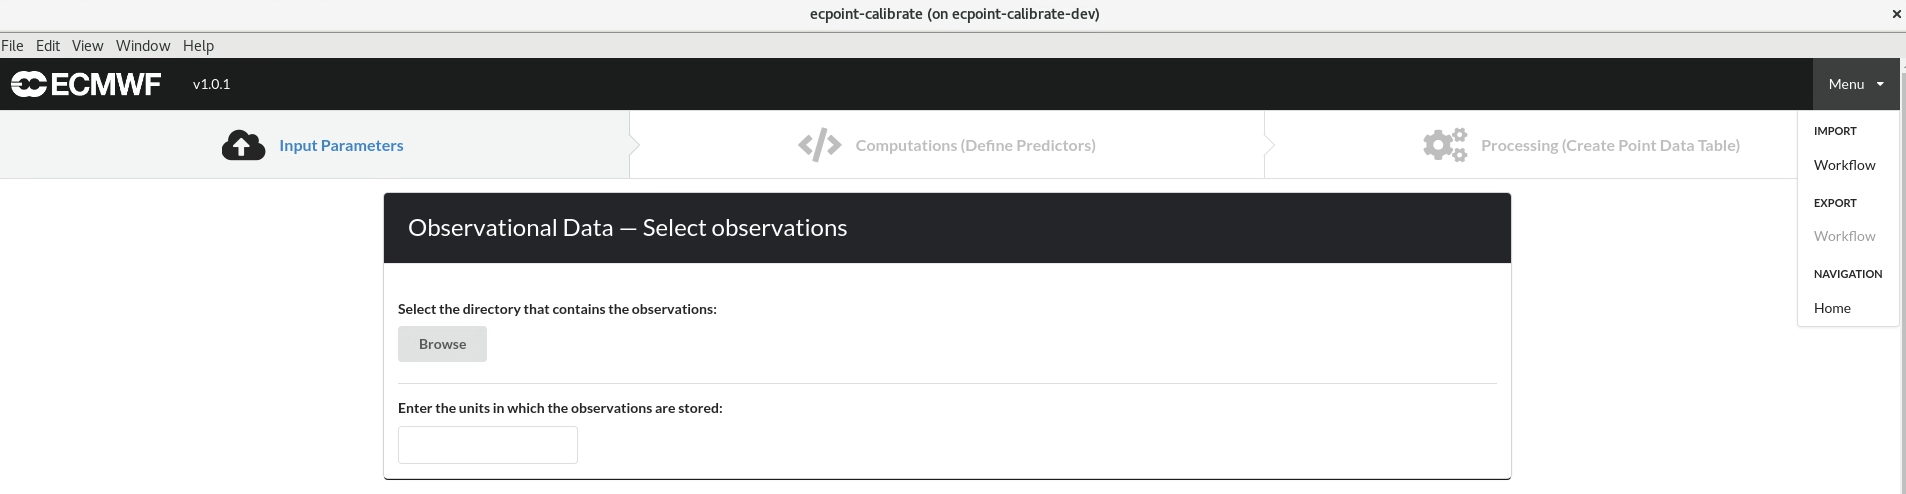 ecpoint-calibrate (on ecpoint-calibrate-dev)
File Edit View Window Help
ECMWF v1.0.1 Menu
Input Parameters
Computations (Define Predictors)
Processing (Create Point Data Table)
IMPORT
Workflow
EXPORT
Workflow
NAVIGATION
Home
Observational Data — Select observations
Select the directory that contains the observations:
Browse
Enter the units in which the observations are stored: